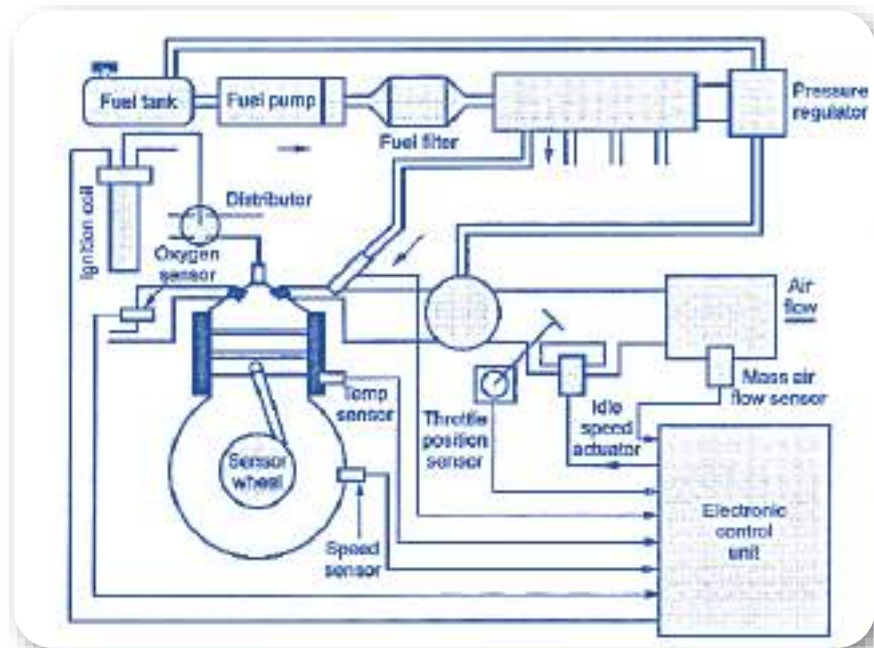 Fuel tank
Fuel pump
Fuel filter
Pressure
regulator
Ignition coil
Distributor
Oxygen
sensor
Air
flow
Temp
sensor
Throttle
position
sensor
Idle
speed
actuator
Mass air
flow sensor
Sensor
wheel
Speed
sensor
Electronic
control
unit